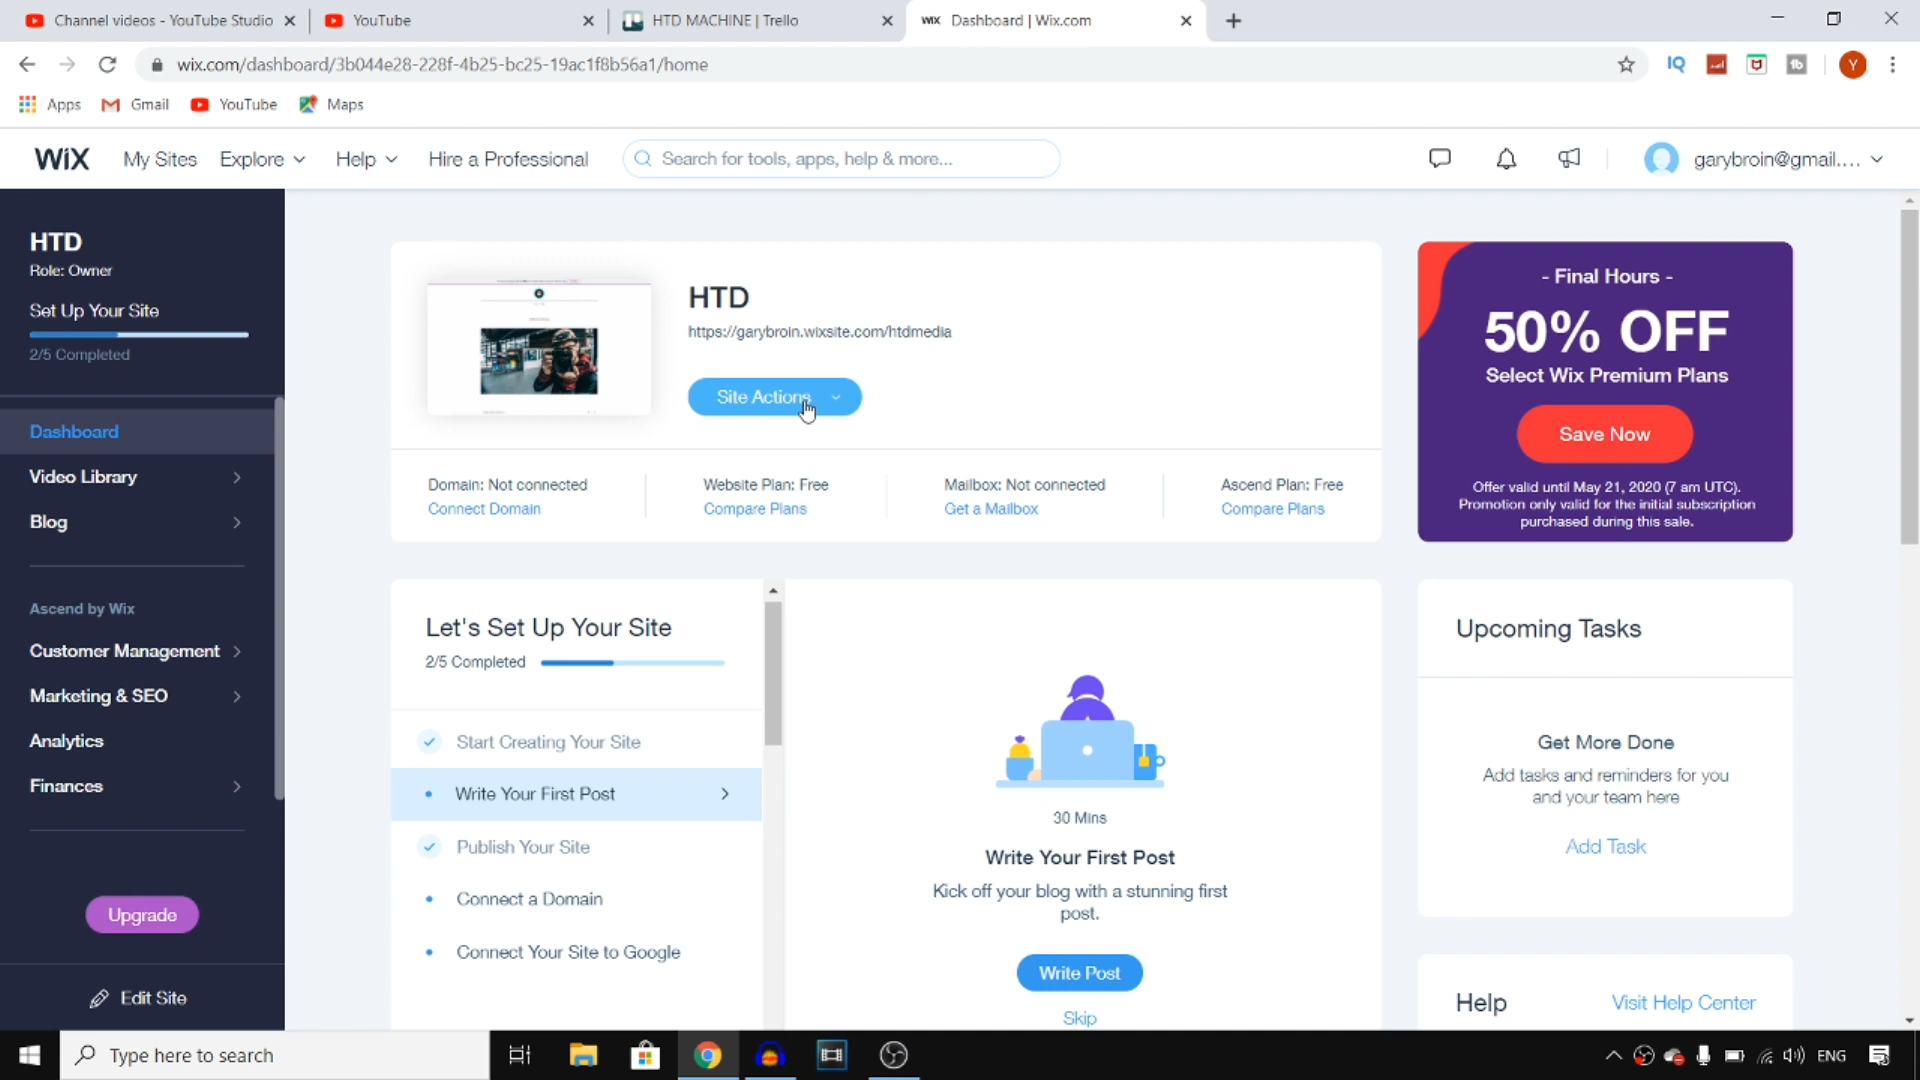 Channel videos - YouTube Studio
YouTube
HTD MACHINE | Trello
WIX Dashboard | Wix.com
wix.com/dashboard/3b044e28-228f-4b25-bc25-19ac1f8b56a1/home
IQ
Y
Apps
Gmail
YouTube
Maps
WIX
My Sites
Explore
Help
Hire a Professional
Search for tools, apps, help & more...
garybroin@gmail....
HTD
Role: Owner
Set Up Your Site
2/5 Completed
Dashboard
Video Library
Blog
Ascend by Wix
Customer Management
Marketing & SEO
Analytics
Finances
Upgrade
Edit Site
HTD
https://garybroin.wixsite.com/htdmedia
Site Actions
Domain: Not connected
Connect Domain
Website Plan: Free
Compare Plans
Mailbox: Not connected
Get a Mailbox
Ascend Plan: Free
Compare Plans
- Final Hours -
50% OFF
Select Wix Premium Plans
Save Now
Offer valid until May 21, 2020 (7 am UTC).
Promotion only valid for the initial subscription
purchased during this sale.
Let's Set Up Your Site
2/5 Completed
Start Creating Your Site
Write Your First Post
Publish Your Site
Connect a Domain
Connect Your Site to Google
30 Mins
Write Your First Post
Kick off your blog with a stunning first
post.
Write Post
Skip
Upcoming Tasks
Get More Done
Add tasks and reminders for you
and your team here
Add Task
Help
Visit Help Center
Type here to search
ENG